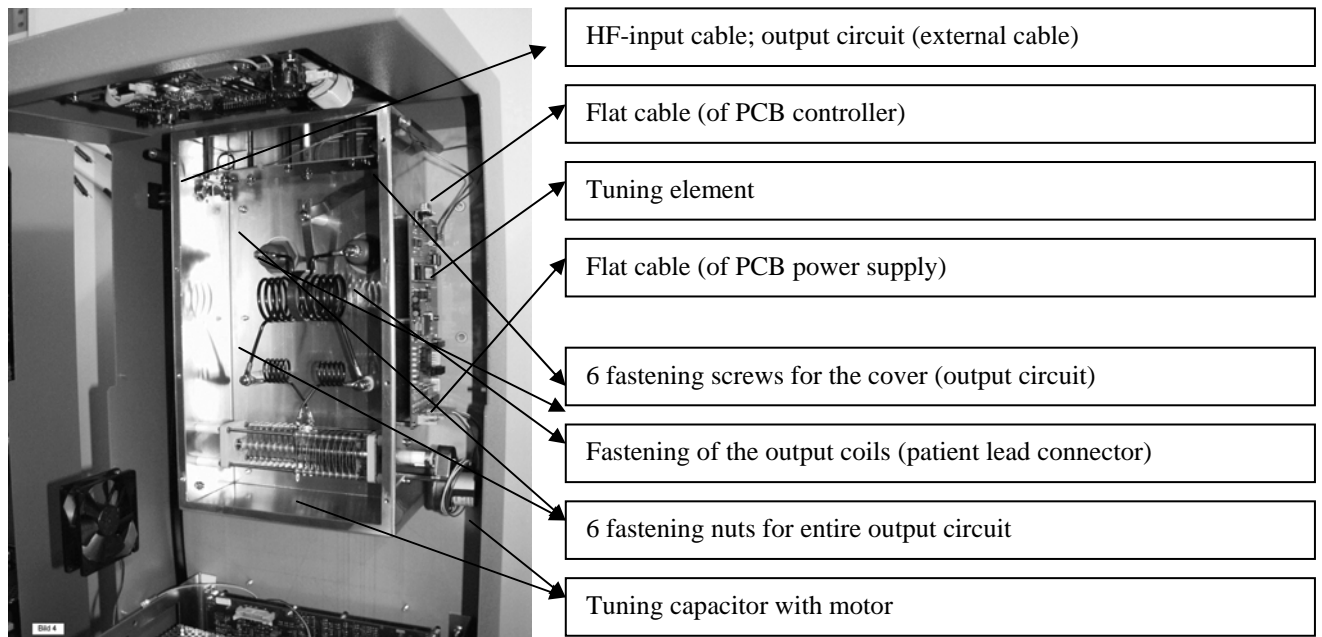 HF-input cable; output circuit (external cable)
Flat cable (of PCB controller)
Tuning element
Flat cable (of PCB power supply)
6 fastening screws for the cover (output circuit)
Fastening of the output coils (patient lead connector)
6 fastening nuts for entire output circuit
Tuning capacitor with motor
Bild 4